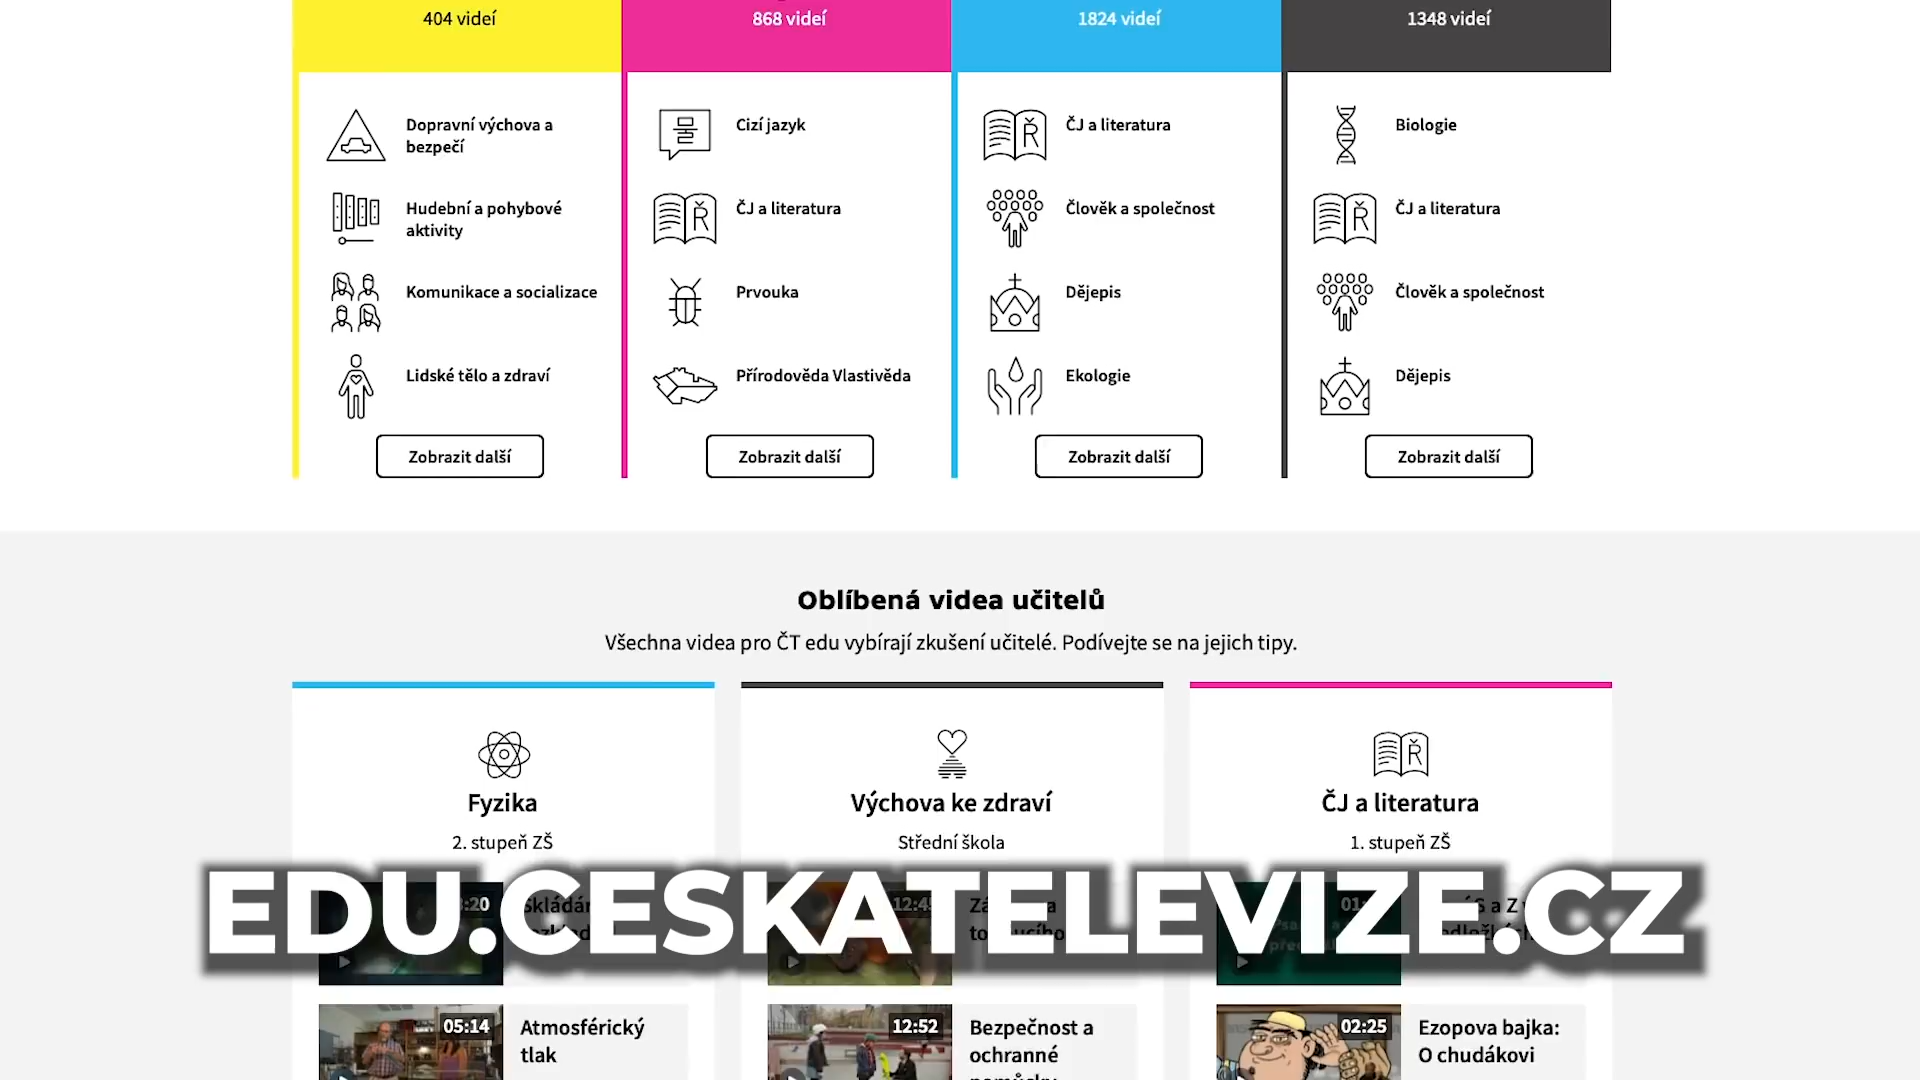 404 videí
868 videí
1824 videí
1348 videí
Dopravní výchova a
bezpečí
Hudební a pohybové
aktivity
Komunikace a socializace
Lidské tělo a zdraví
Zobrazit další
Cizí jazyk
ČJ a literatura
Prvouka
Přírodověda Vlastivěda
Zobrazit další
ČJ a literatura
Člověk a společnost
Dějepis
Ekologie
Zobrazit další
Biologie
ČJ a literatura
Člověk a společnost
Dějepis
Zobrazit další
Oblíbená videa učitelů
Všechna videa pro ČT edu vybírají zkušení učitelé. Podívejte se na jejich tipy.
Fyzika
2. stupeň ZŠ
Výchova ke zdraví
Střední škola
ČJ a literatura
1. stupeň ZŠ
EDU.CESKATELEVIZE.CZ
05:14
Atmosférický
tlak
12:52
Bezpečnost a
ochranné
02:25
Ezopova bajka:
O chudákovi